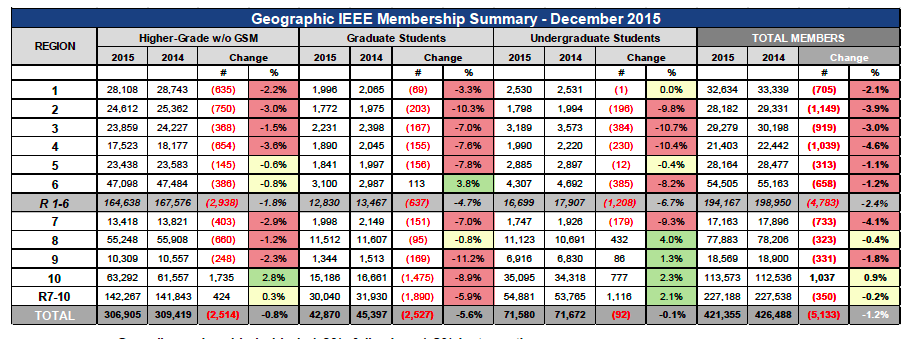 Geographic IEEE Membership Summary - December 2015
REGION Higher-Grade w/o GSM Graduate Students Undergraduate Students TOTAL MEMBERS
2015 2014 Change 2015 2014 Change 2015 2014 Change 2015 2014 Change
# % # % # % # %
1 28,108 28,743 (635) -2.2% 1,996 2,065 (69) -3.3% 2,530 2,531 (1) 0.0% 32,634 33,339 (705) -2.1%
2 24,612 25,362 (750) -3.0% 1,772 1,975 (203) -10.3% 1,798 1,994 (196) -9.8% 28,182 29,331 (1,149) -3.9%
3 23,859 24,227 (368) -1.5% 2,231 2,398 (167) -7.0% 3,189 3,573 (384) -10.7% 29,279 30,198 (919) -3.0%
4 17,523 18,177 (654) -3.6% 1,890 2,045 (155) -7.6% 1,990 2,220 (230) -10.4% 21,403 22,442 (1,039) -4.6%
5 23,438 23,583 (145) -0.6% 1,841 1,997 (156) -7.8% 2,885 2,897 (12) -0.4% 28,164 28,477 (313) -1.1%
6 47,098 47,484 (386) -0.8% 3,100 2,987 113 3.8% 4,307 4,692 (385) -8.2% 54,505 55,163 (658) -1.2%
R 1-6 164,638 167,576 (2,938) -1.8% 12,830 13,467 (637) -4.7% 16,699 17,907 (1,208) -6.7% 194,167 198,950 (4,783) -2.4%
7 13,418 13,821 (403) -2.9% 1,998 2,149 (151) -7.0% 1,747 1,926 (179) -9.3% 17,163 17,896 (733) -4.1%
8 55,248 55,908 (660) -1.2% 11,512 11,607 (95) -0.8% 11,123 10,691 432 4.0% 77,883 78,206 (323) -0.4%
9 10,309 10,557 (248) -2.3% 1,344 1,513 (169) -11.2% 6,916 6,830 86 1.3% 18,569 18,900 (331) -1.8%
10 63,292 61,557 1,735 2.8% 15,186 16,661 (1,475) -8.9% 35,095 34,318 777 2.3% 113,573 112,536 1,037 0.9%
R7-10 142,267 141,843 424 0.3% 30,040 31,930 (1,890) -5.9% 54,881 53,765 1,116 2.1% 227,188 227,538 (350) -0.2%
TOTAL 306,905 309,419 (2,514) -0.8% 42,870 45,397 (2,527) -5.6% 71,580 71,672 (92) -0.1% 421,355 426,488 (5,133) -1.2%